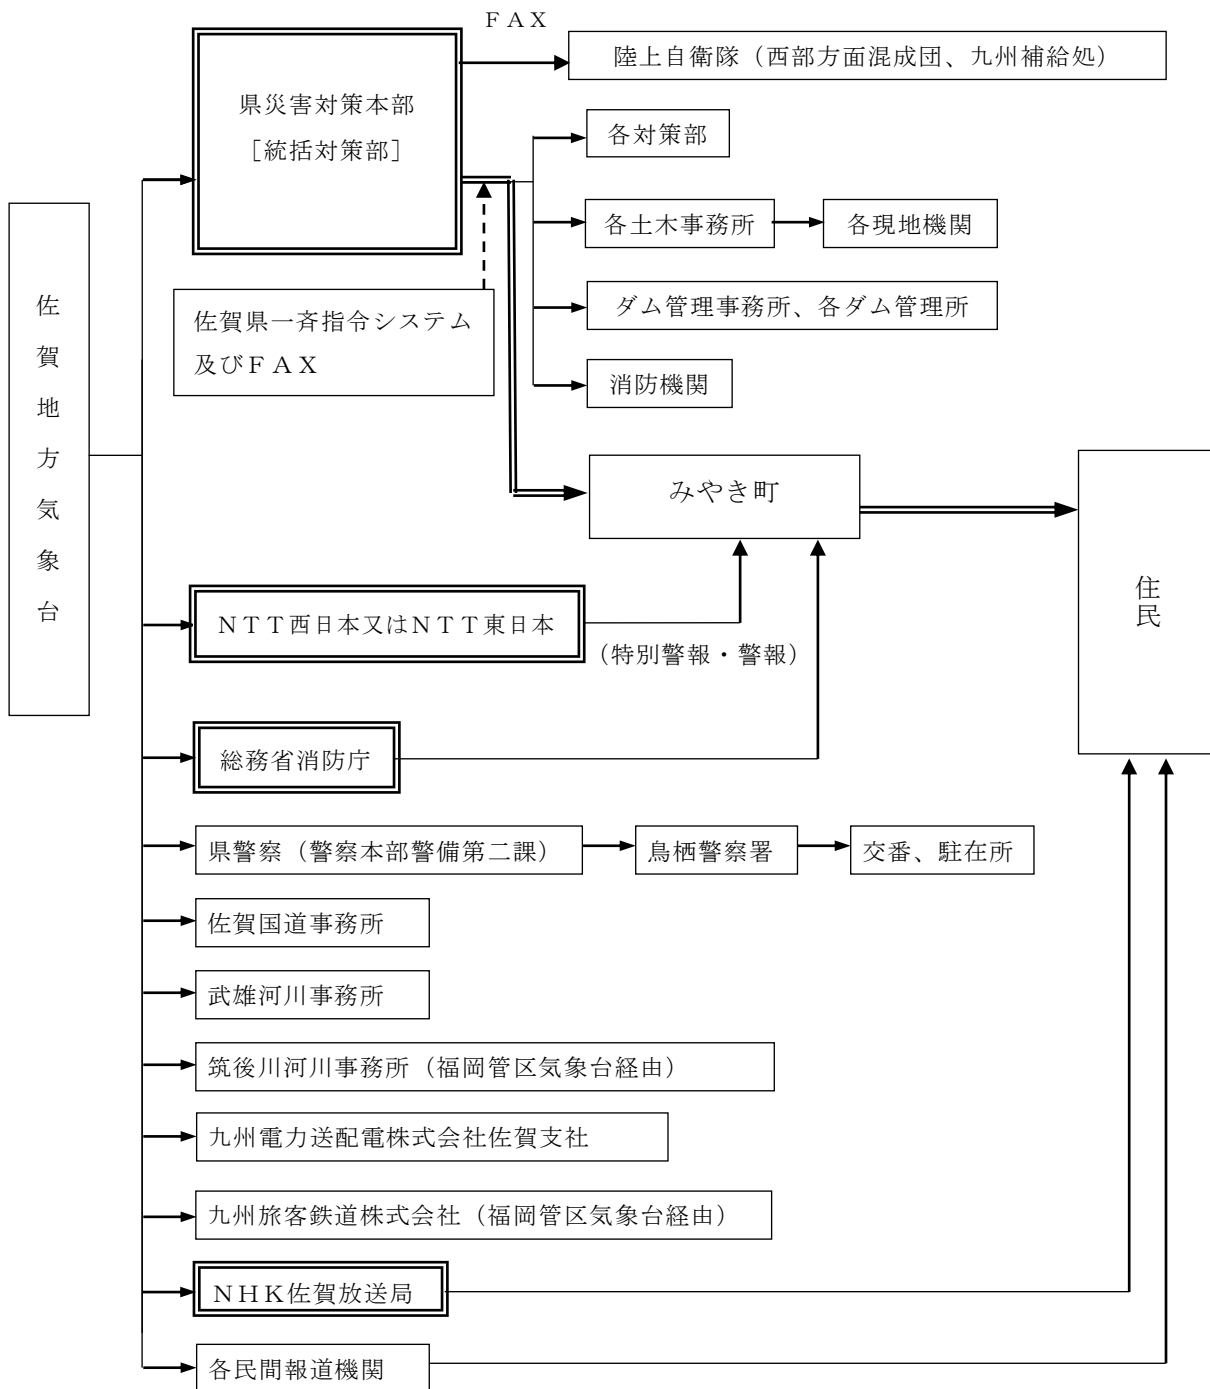 ＦＡＸ
陸上自衛隊（西部方面混成団、九州補給処）
県災害対策本部
［統括対策部］
各対策部
各土木事務所
各現地機関
佐賀県一斉指令システム
及びＦＡＸ
ダム管理事務所、各ダム管理所
消防機関
佐賀地方気象台
みやき町
住民
ＮＴＴ西日本又はＮＴＴ東日本
（特別警報・警報）
総務省消防庁
県警察（警察本部警備第二課）
鳥栖警察署
交番、駐在所
佐賀国道事務所
武雄河川事務所
筑後川河川事務所（福岡管区気象台経由）
九州電力送配電株式会社佐賀支社
九州旅客鉄道株式会社（福岡管区気象台経由）
ＮＨＫ佐賀放送局
各民間報道機関